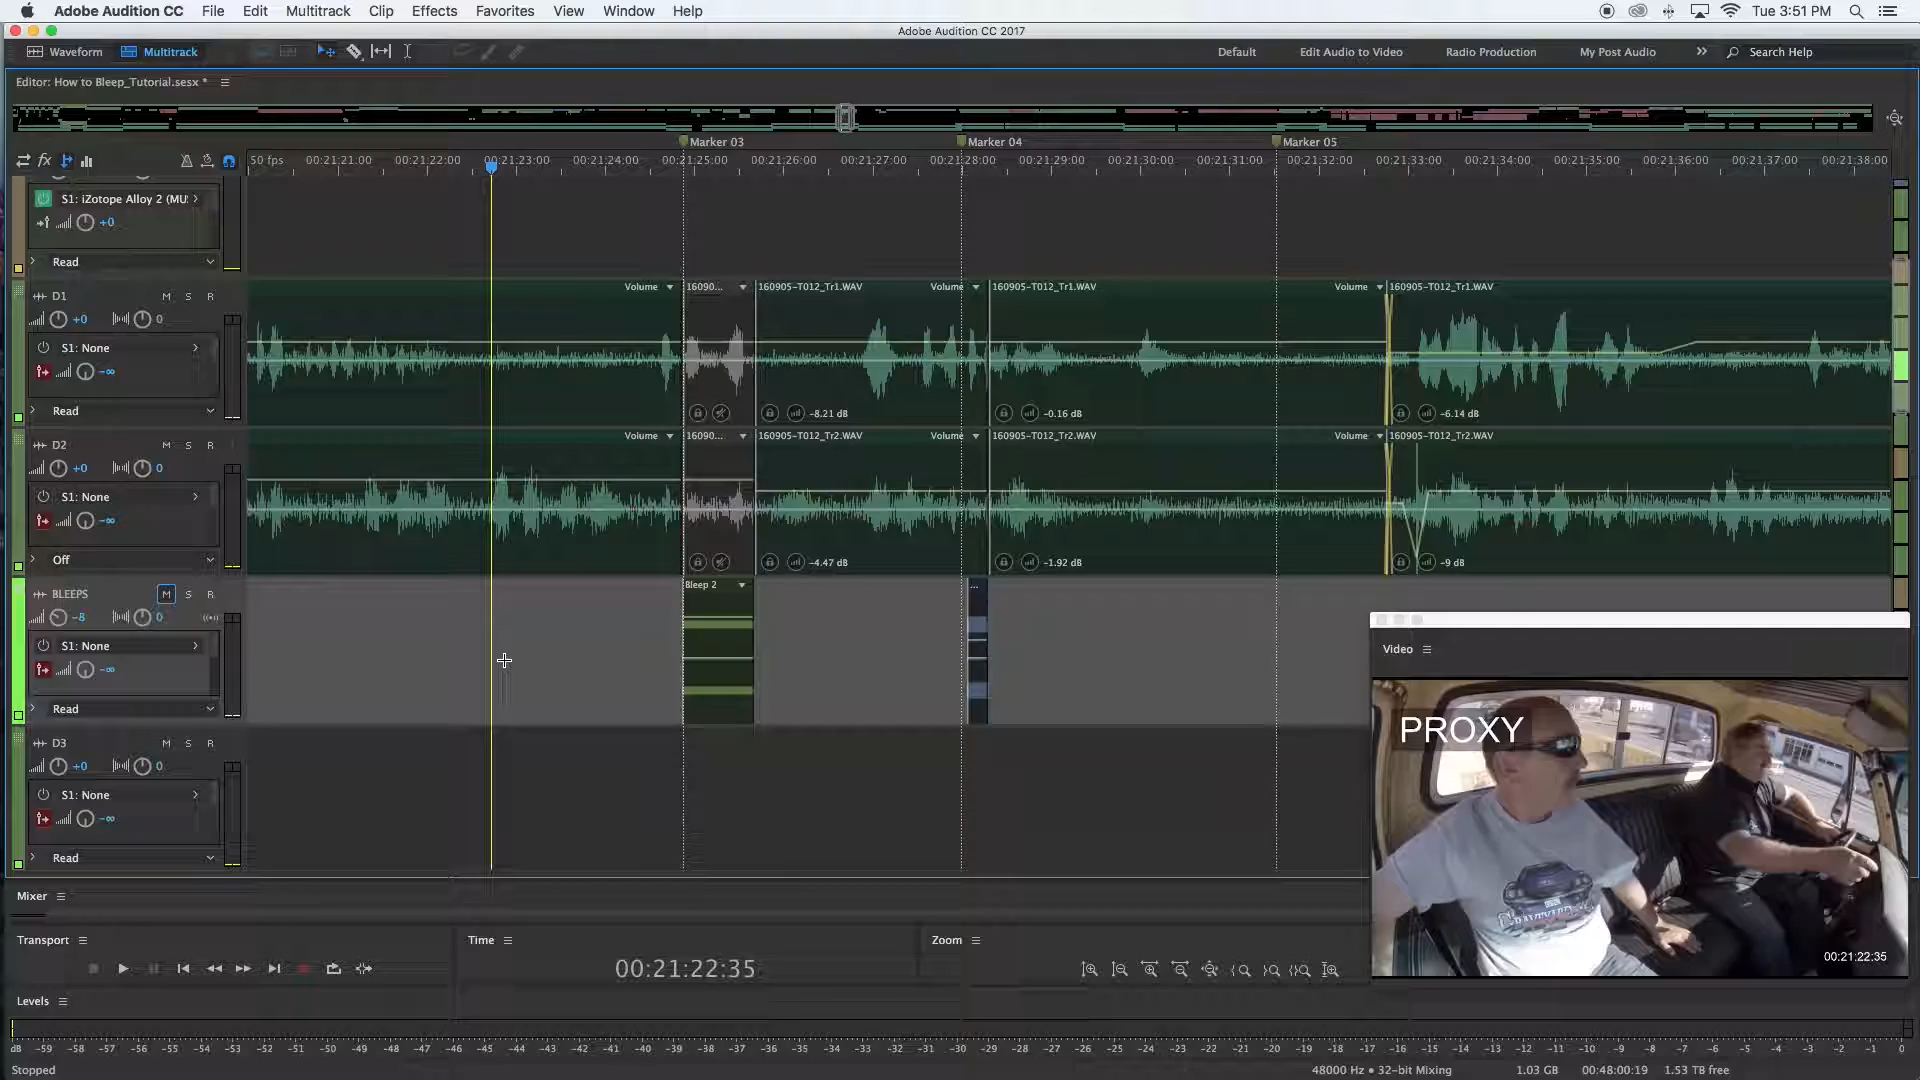 Adobe Audition CC File Edit Multitrack Clip Effects Favorites View Window Help Tue 3:51 PM
Adobe Audition CC 2017
Waveform Multitrack Default Edit Audio to Video Radio Production My Post Audio Search Help
Editor: How to Bleep_Tutorial.sesx *
Marker 03 Marker 04 Marker 05
50 fps 00:21:21:00 00:21:22:00 00:21:23:00 00:21:24:00 00:21:25:00 00:21:26:00 00:21:27:00 00:21:28:00 00:21:29:00 00:21:30:00 00:21:31:00 00:21:32:00 00:21:33:00 00:21:34:00 00:21:35:00 00:21:36:00 00:21:37:00 00:21:38:00
S1: iZotope Alloy 2 (MU
+0
Read
D1 M S R
Volume 16090... 160905-T012_Tr1.WAV Volume 160905-T012_Tr1.WAV Volume 160905-T012_Tr1.WAV
+0 0
S1: None
-∞
Read
-8.21 dB -0.16 dB -6.14 dB
D2 M S
Volume 16090... 160905-T012_Tr2.WAV Volume 160905-T012_Tr2.WAV Volume 160905-T012_Tr2.WAV
+0 0
S1: None
-∞
Off
-4.47 dB -1.92 dB -9 dB
BLEEPS M S R
Bleep 2 ...
-8 0
S1: None
-∞
Read
Video
PROXY
00:21:22:35
D3 M S R
+0 0
S1: None
-∞
Read
Mixer
Transport Time Zoom
00:21:22:35
Levels
dB -59 -58 -57 -56 -55 -54 -53 -52 -51 -50 -49 -48 -47 -46 -45 -44 -43 -42 -41 -40 -39 -38 -37 -36 -35 -34 -33 -32 -31 -30 -29 -28 -27 -26 -25 -24 -23 -22 -21 -20 -19 -18 -17 -16 -15 -14 -13 -12 -11 -10 -9 -8 -7 -6 -5 -4 -3 -2 -1 0
Stopped 48000 Hz • 32-bit Mixing 1.03 GB 00:48:00:19 1.53 TB free